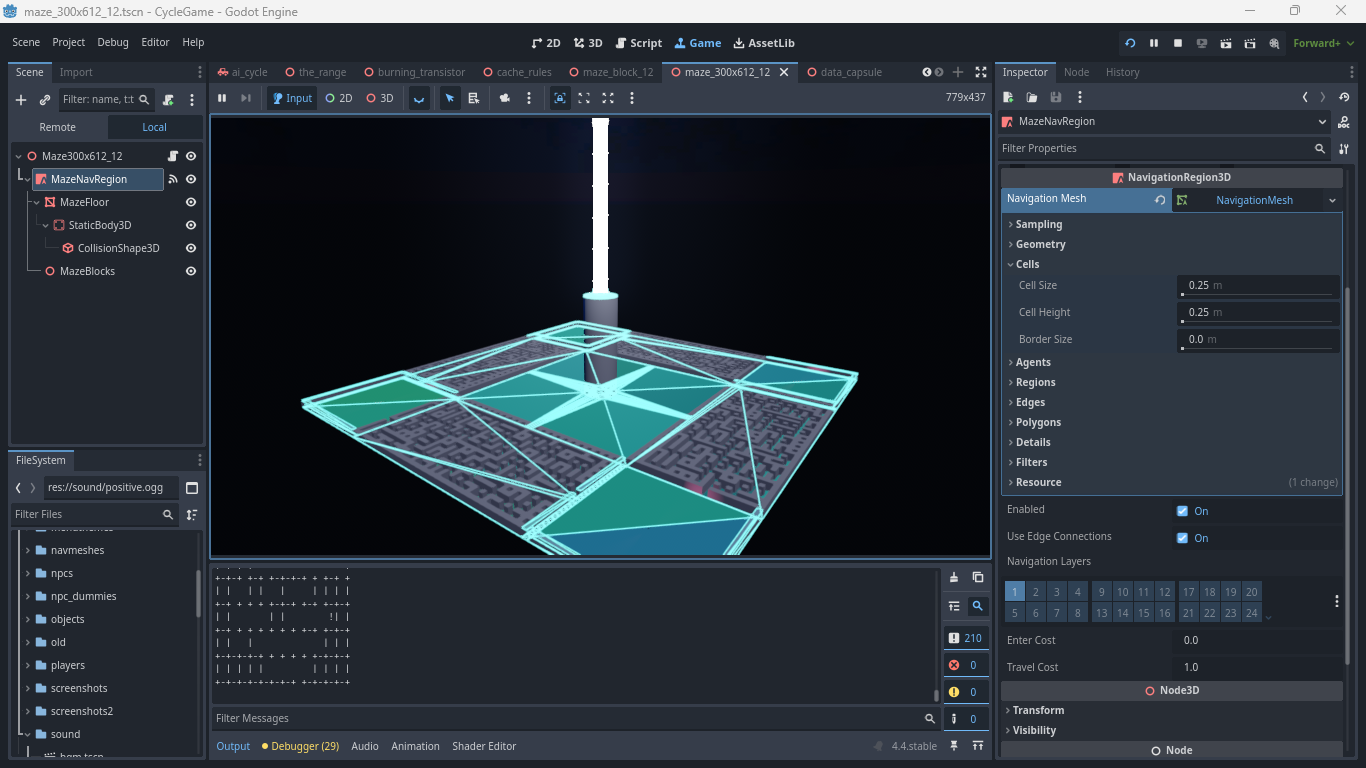 maze_300x612_12.tscn - CycleGame - Godot Engine
Scene Project Debug Editor Help
2D 3D Script Game AssetLib
Forward+
Scene Import
Filter: name, t:t
Remote Local
Maze300x612_12
MazeNavRegion
MazeFloor
StaticBody3D
CollisionShape3D
MazeBlocks
FileSystem
res://sound/positive.ogg
Filter Files
navmeshes
npcs
npc_dummies
objects
old
players
screenshots
screenshots2
sound
bgm.tscn
ai_cycle the_range burning_transistor cache_rules maze_block_12 maze_300x612_12 data_capsule
Input 2D 3D
779x437
+-+-+ +-+ +-+-+-+ + +-+ +
| | | | | | | | |
+-+ + + + +-+-+ +-+ +-+-+
| | | | !| |
+-+-+ + + + + + + +-+-+-+
| | | | | |
+-+-+-+-+ + + + + +-+-+-+
| | | | | | | | |
+-+-+-+-+-+-+-+ +-+-+-+-+
210
0
0
0
Filter Messages
Output Debugger (29) Audio Animation Shader Editor
4.4.stable
Inspector Node History
MazeNavRegion
Filter Properties
NavigationRegion3D
Navigation Mesh NavigationMesh
Sampling
Geometry
Cells
Cell Size 0.25 m
Cell Height 0.25 m
Border Size 0.0 m
Agents
Regions
Edges
Polygons
Details
Filters
Resource (1 change)
Enabled On
Use Edge Connections On
Navigation Layers
1 2 3 4 9 10 11 12 17 18 19 20
5 6 7 8 13 14 15 16 21 22 23 24
Enter Cost 0.0
Travel Cost 1.0
Node3D
Transform
Visibility
Node